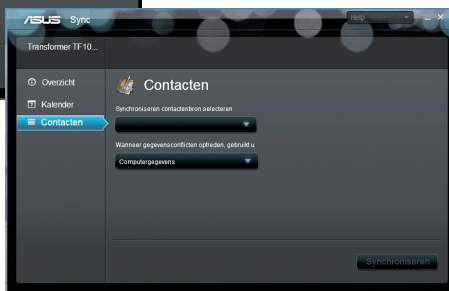 ASUS Sync
Help
Transformer TF10...
Overzicht
Kalender
Contacten
Contacten
Synchroniseren contactenbron selecteren
Wanneer gegevensconflicten optreden, gebruikt u
Computergegevens
Synchroniseren